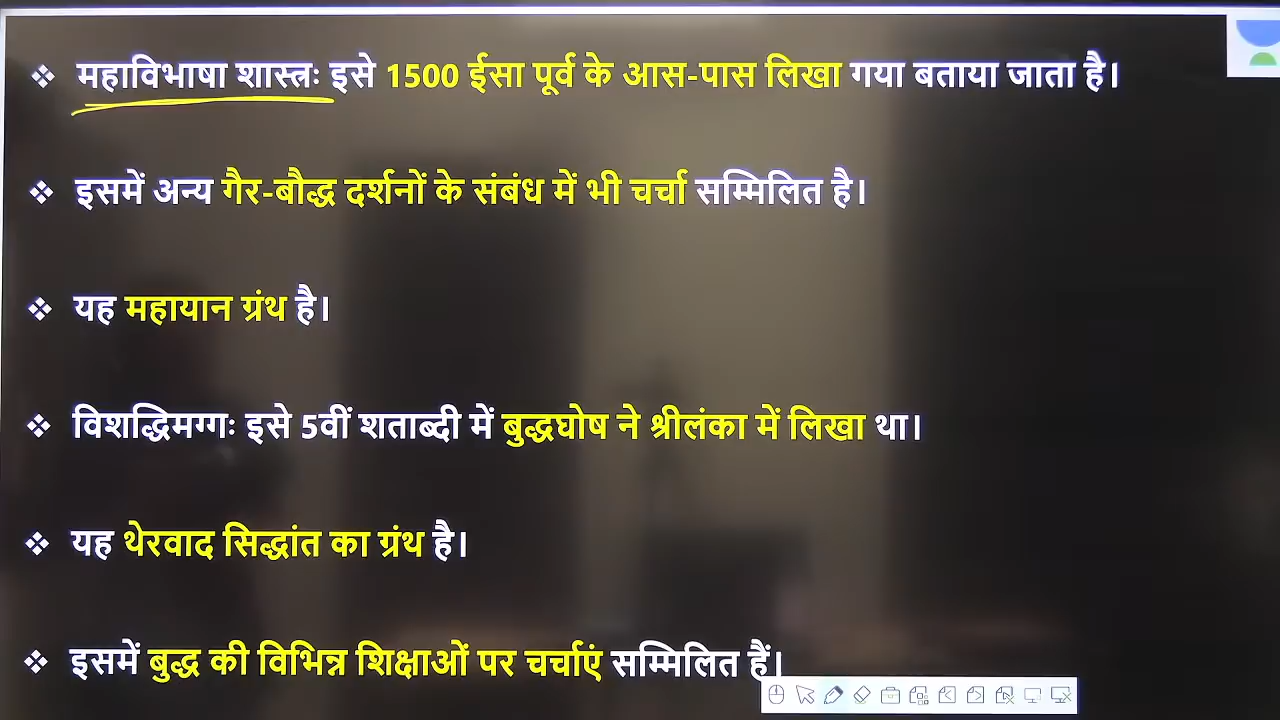 ❖ महाविभाषा शास्त्रः इसे 1500 ईसा पूर्व के आस-पास लिखा गया बताया जाता है।
❖ इसमें अन्य गैर-बौद्ध दर्शनों के संबंध में भी चर्चा सम्मिलित है।
❖ यह महायान ग्रंथ है।
❖ विशद्धिमग्गः इसे 5वीं शताब्दी में बुद्धघोष ने श्रीलंका में लिखा था।
❖ यह थेरवाद सिद्धांत का ग्रंथ है।
❖ इसमें बुद्ध की विभिन्न शिक्षाओं पर चर्चाएं सम्मिलित हैं।